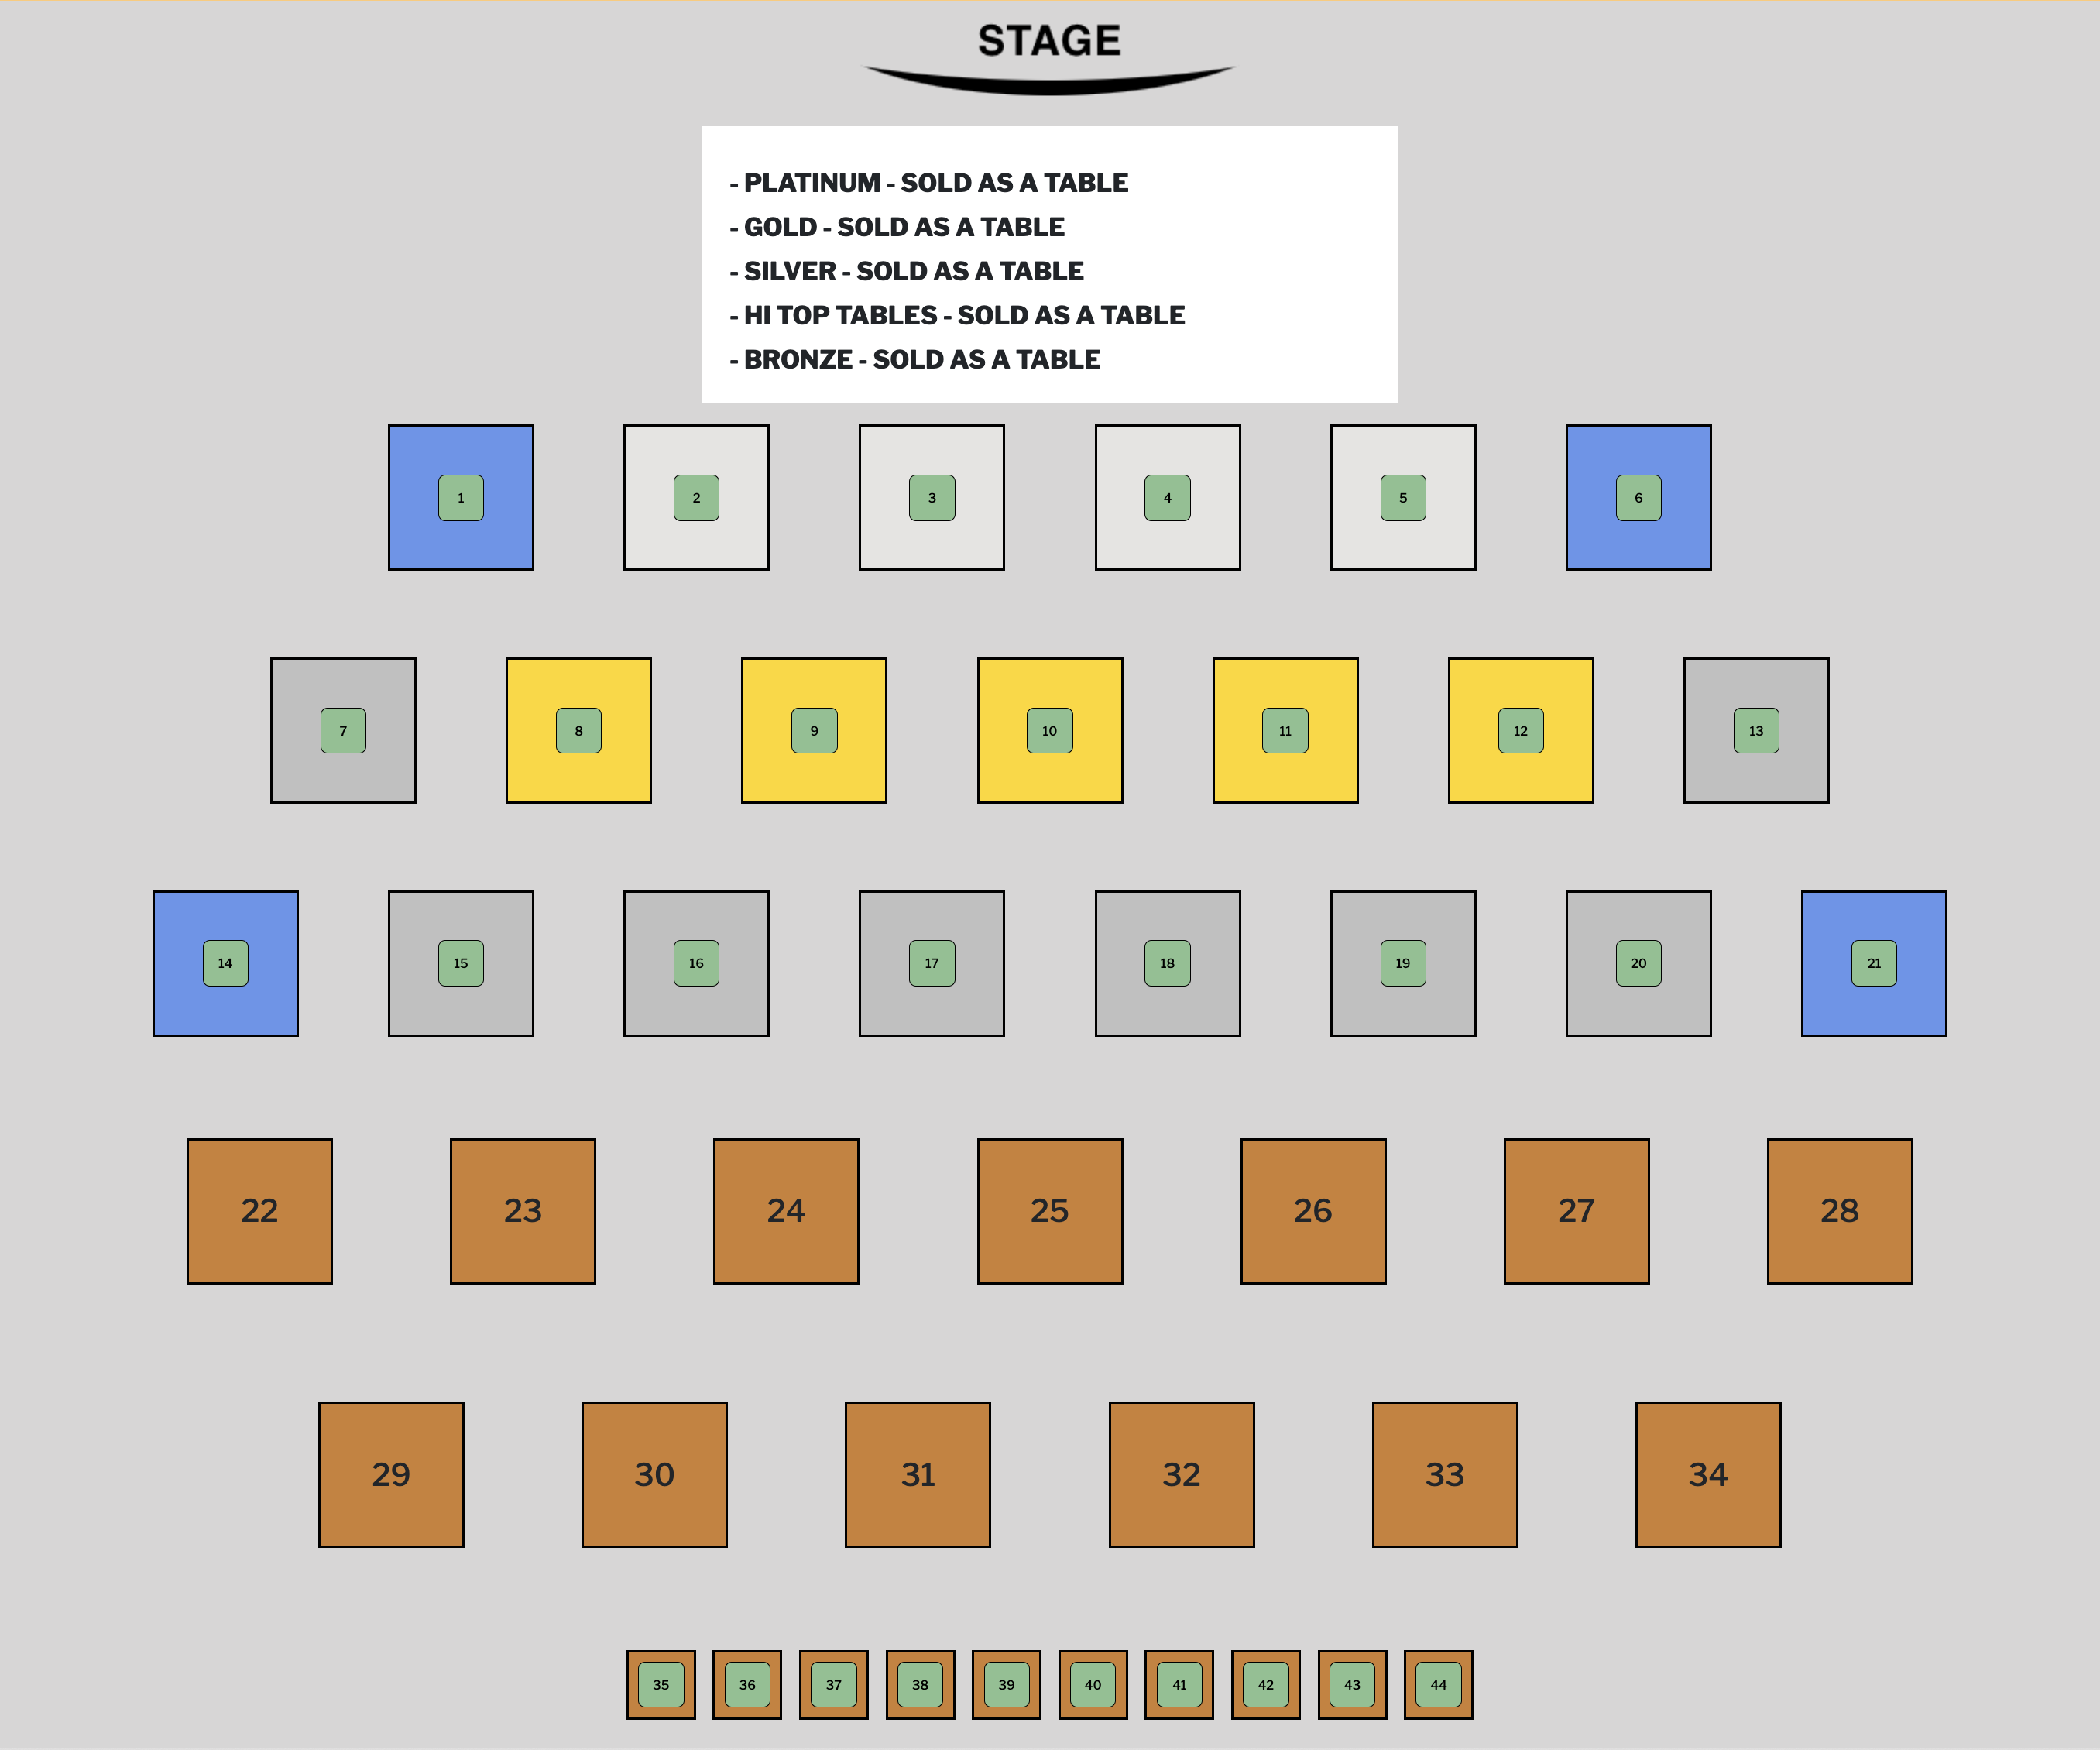 STAGE
- PLATINUM - SOLD AS A TABLE
- GOLD - SOLD AS A TABLE
- SILVER - SOLD AS A TABLE
- HI TOP TABLES - SOLD AS A TABLE
- BRONZE - SOLD AS A TABLE
1 2 3 4 5 6
7 8 9 10 11 12 13
14 15 16 17 18 19 20 21
22 23 24 25 26 27 28
29 30 31 32 33 34
35 36 37 38 39 40 41 42 43 44